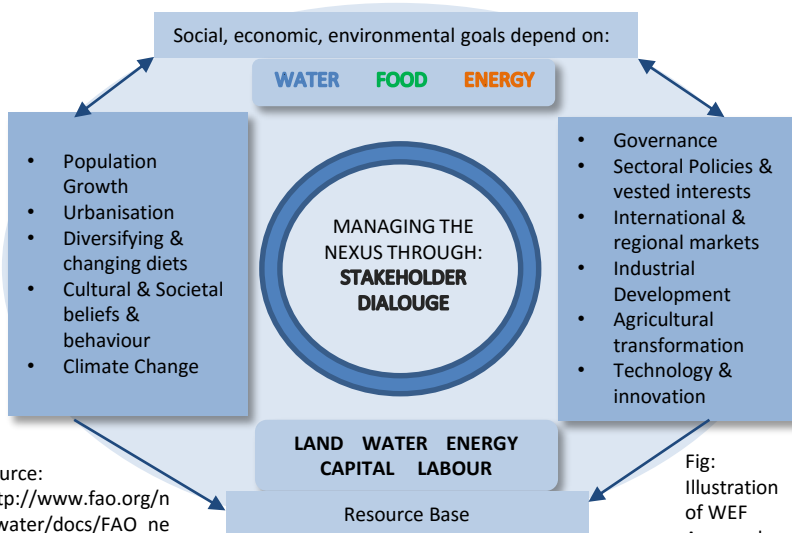 Social, economic, environmental goals depend on:
WATER FOOD ENERGY
• Population
Growth
• Urbanisation
• Diversifying &
changing diets
• Cultural & Societal
beliefs &
behaviour
• Climate Change
MANAGING THE
NEXUS THROUGH:
STAKEHOLDER
DIALOUGE
• Governance
• Sectoral Policies &
vested interests
• International &
regional markets
• Industrial
Development
• Agricultural
transformation
• Technology &
innovation
LAND WATER ENERGY
CAPITAL LABOUR
Resource Base
urce:
tp://www.fao.org/n
water/docs/FAO_ne
Fig:
Illustration
of WEF